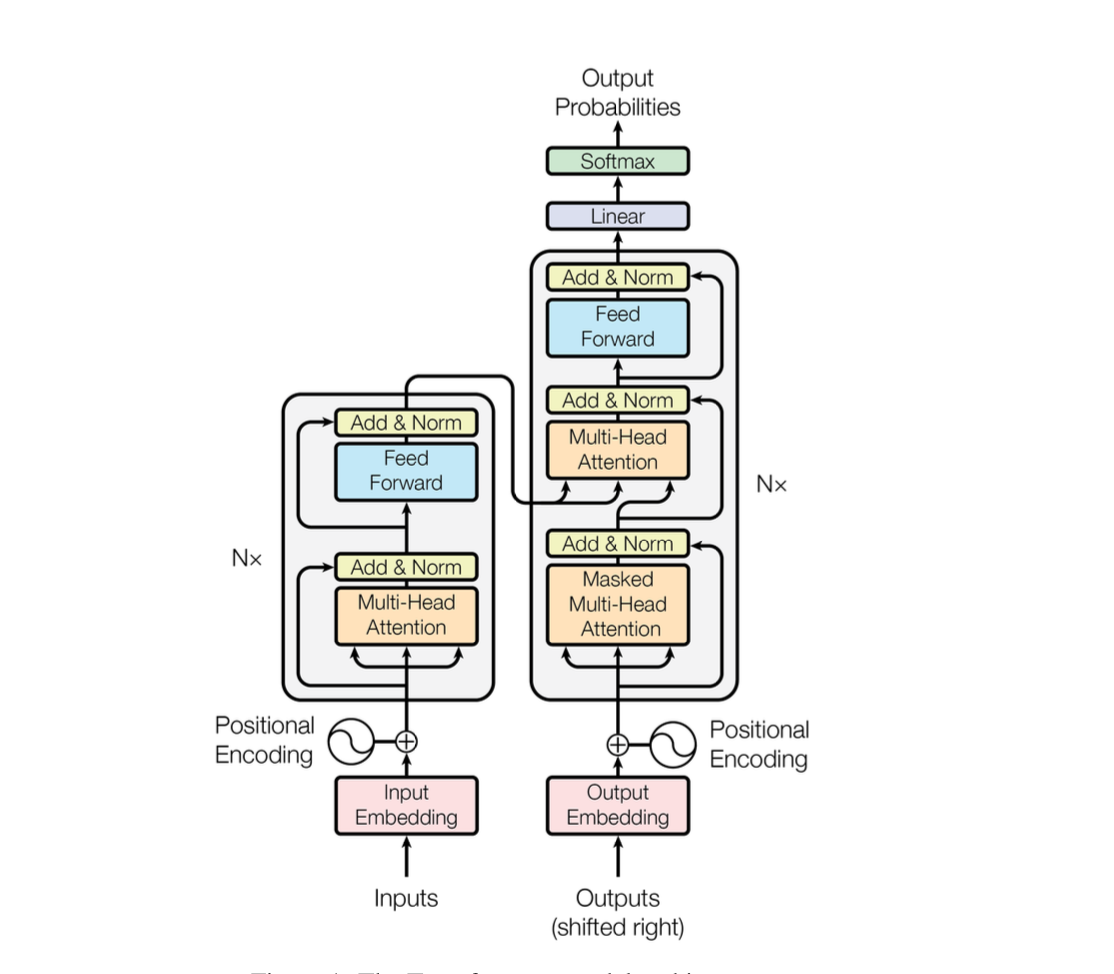 Output
Probabilities
Softmax
Linear
Add & Norm
Feed
Forward
Add & Norm
Multi-Head
Attention
Add & Norm
Masked
Multi-Head
Attention
Nx
Add & Norm
Feed
Forward
Add & Norm
Multi-Head
Attention
Nx
Positional
Encoding
Positional
Encoding
Input
Embedding
Output
Embedding
Inputs
Outputs
(shifted right)